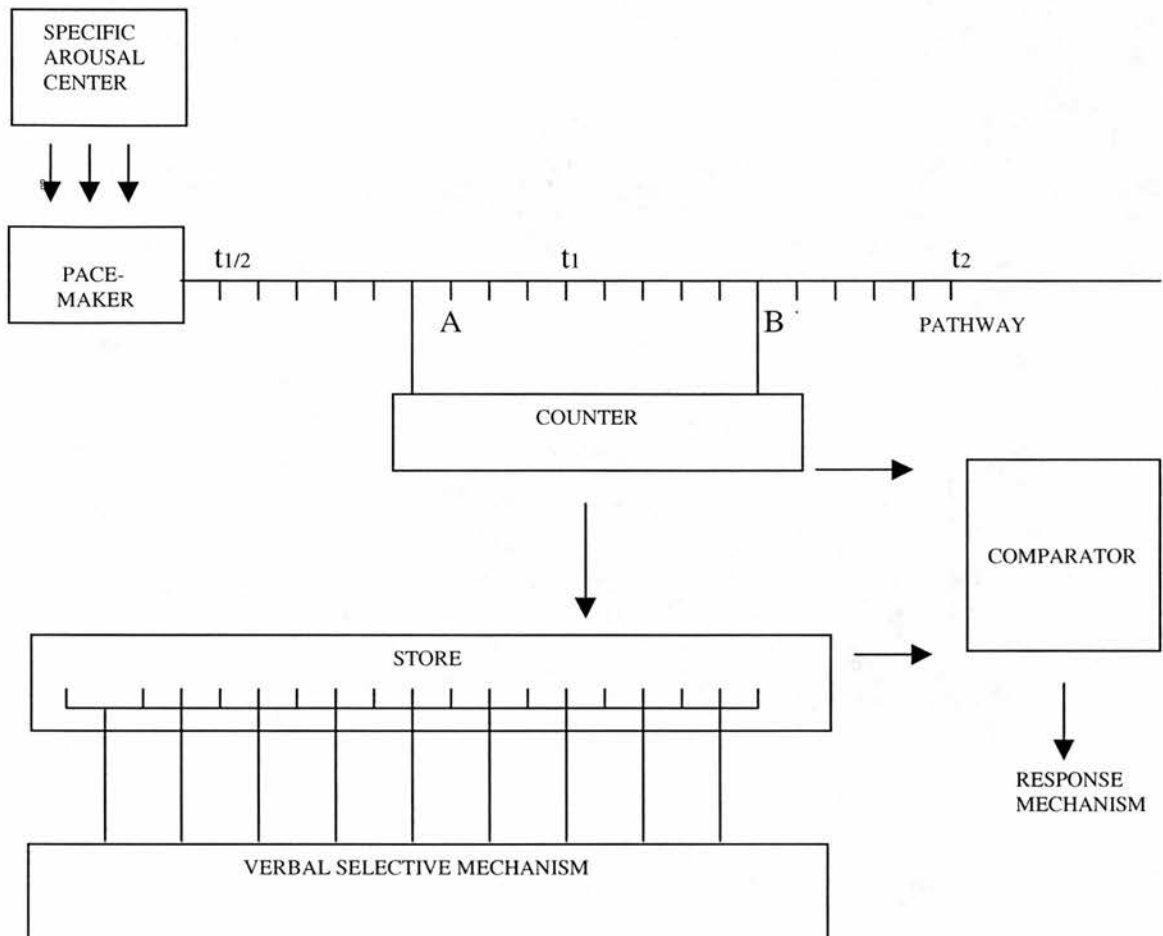 SPECIFIC
AROUSAL
CENTER
PACE-
MAKER
t1/2
t1
t2
A
B
PATHWAY
COUNTER
COMPARATOR
STORE
RESPONSE
MECHANISM
VERBAL SELECTIVE MECHANISM